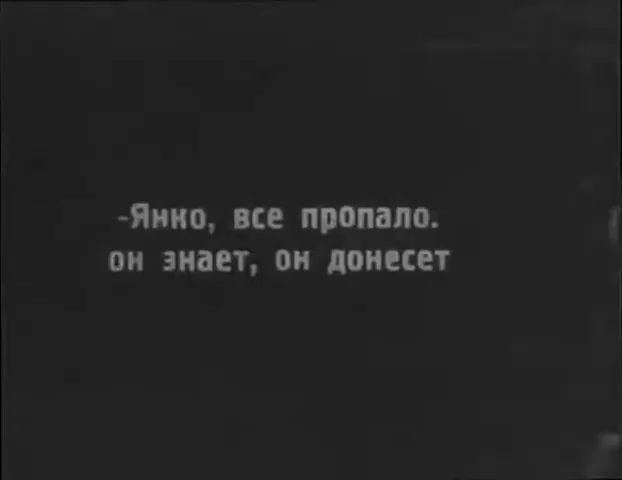 -Янко, все пропало.
он знает, он донесет